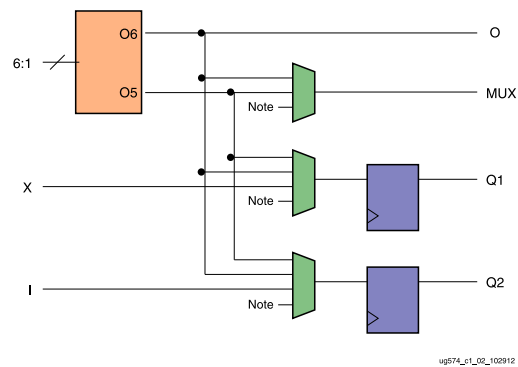 O6
O
6:1
O5
MUX
Note
X
Note
Q1
I
Note
Q2
ug574_c1_02_102912